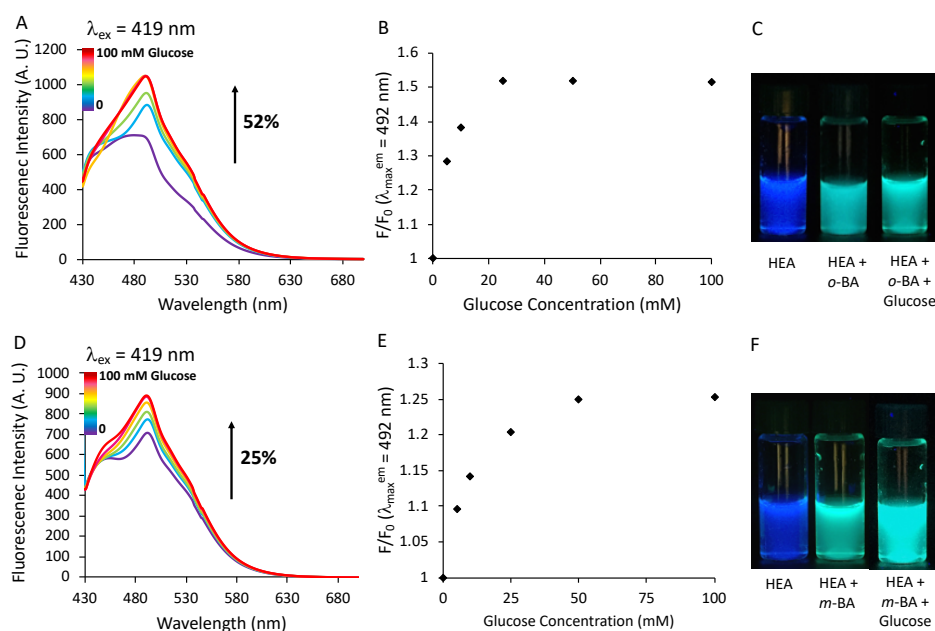 A
λex = 419 nm
Fluorescenec Intensity (A. U.)
1200
1000
800
600
400
200
0
100 mM Glucose
0
52%
430
480
530
580
630
680
Wavelength (nm)
B
F/F0 (λmax^em = 492 nm)
1.6
1.5
1.4
1.3
1.2
1.1
1
0
20
40
60
80
100
Glucose Concentration (mM)
C
HEA
HEA +
o-BA
HEA +
o-BA +
Glucose
D
λex = 419 nm
Fluorescenec Intensity (A. U.)
1000
900
800
700
600
500
400
300
200
100
0
100 mM Glucose
0
25%
430
480
530
580
630
680
Wavelength (nm)
E
F/F0 (λmax^em = 492 nm)
1.3
1.25
1.2
1.15
1.1
1.05
1
0
25
50
75
100
Glucose Concentration (mM)
F
HEA
HEA +
m-BA
HEA +
m-BA +
Glucose